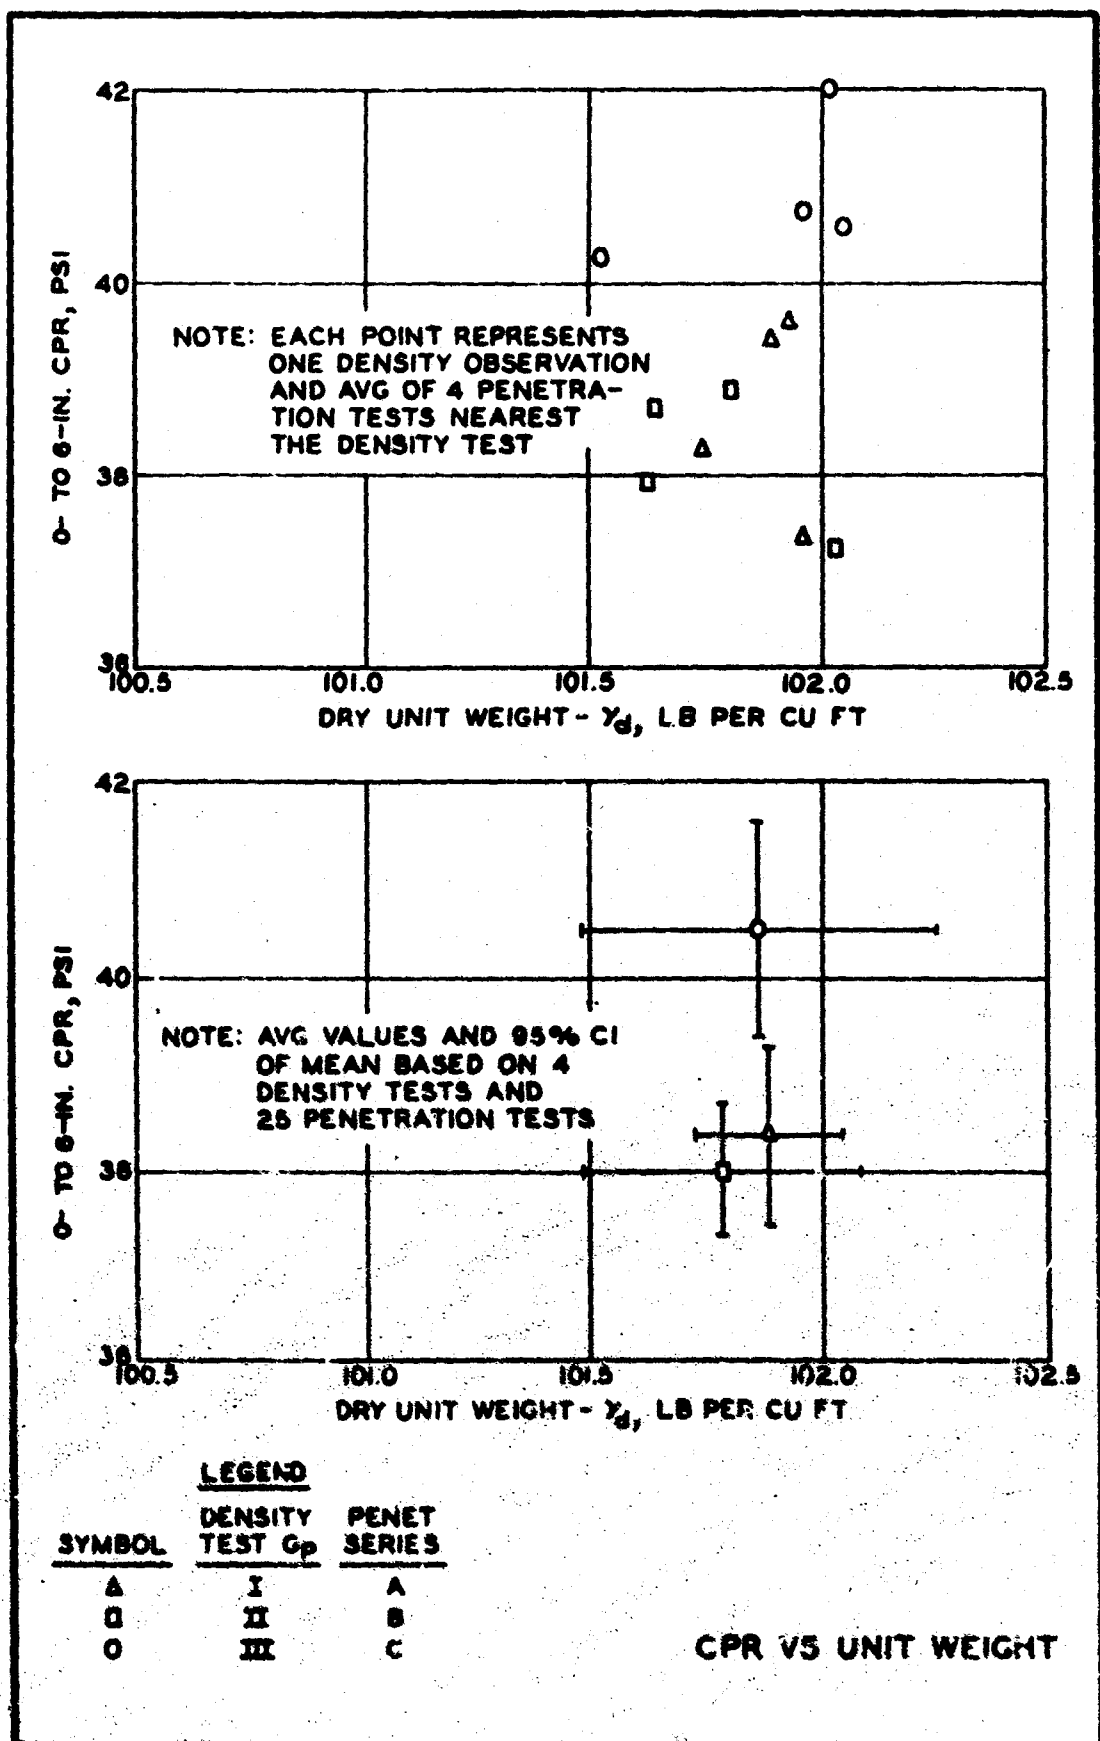 42
40
38
36
0- TO 6-IN. CPR, PSI
NOTE: EACH POINT REPRESENTS
ONE DENSITY OBSERVATION
AND AVG OF 4 PENETRA-
TION TESTS NEAREST
THE DENSITY TEST
100.5 101.0 101.5 102.0 102.5
DRY UNIT WEIGHT - γd, LB PER CU FT
42
40
38
36
0- TO 6-IN. CPR, PSI
NOTE: AVG VALUES AND 95% CI
OF MEAN BASED ON 4
DENSITY TESTS AND
25 PENETRATION TESTS
100.5 101.0 101.5 102.0 102.5
DRY UNIT WEIGHT - γd, LB PER CU FT
LEGEND
DENSITY PENET
SYMBOL TEST Gp SERIES
Δ I A
□ II B
O III C
CPR VS UNIT WEIGHT